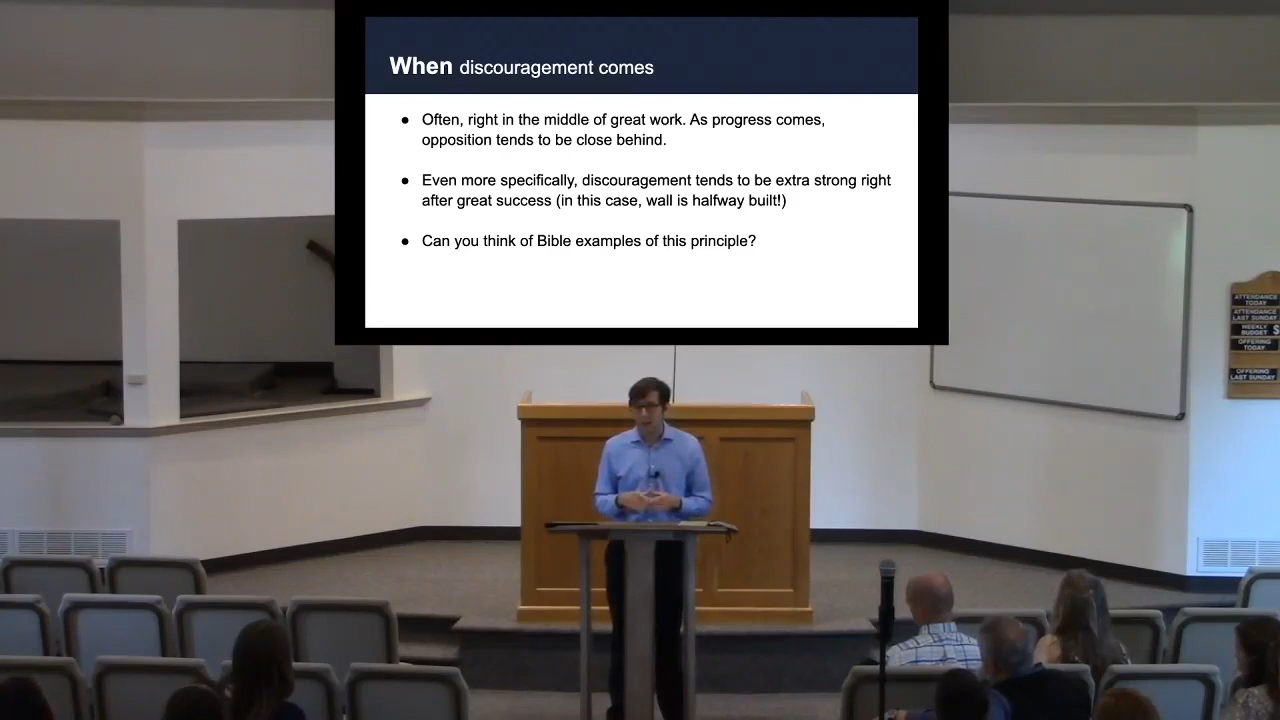 When discouragement comes
● Often, right in the middle of great work. As progress comes,
opposition tends to be close behind.
● Even more specifically, discouragement tends to be extra strong right
after great success (in this case, wall is halfway built!)
● Can you think of Bible examples of this principle?
ATTENDANCE
TODAY
ATTENDANCE
LAST SUNDAY
WEEKLY
BUDGET $
OFFERING
TODAY
OFFERING
LAST SUNDAY